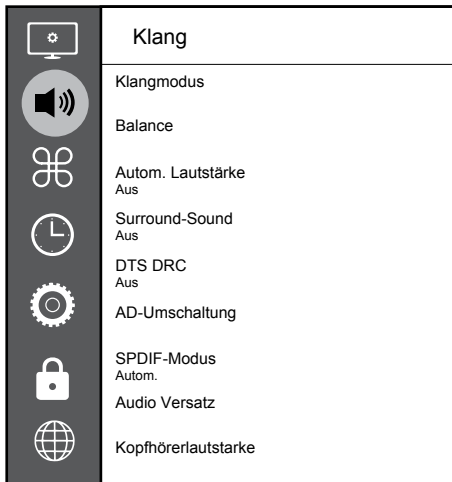 Klang
Klangmodus
Balance
Autom. Lautstärke
Aus
Surround-Sound
Aus
DTS DRC
Aus
AD-Umschaltung
SPDIF-Modus
Autom.
Audio Versatz
Kopfhörerlautstarke